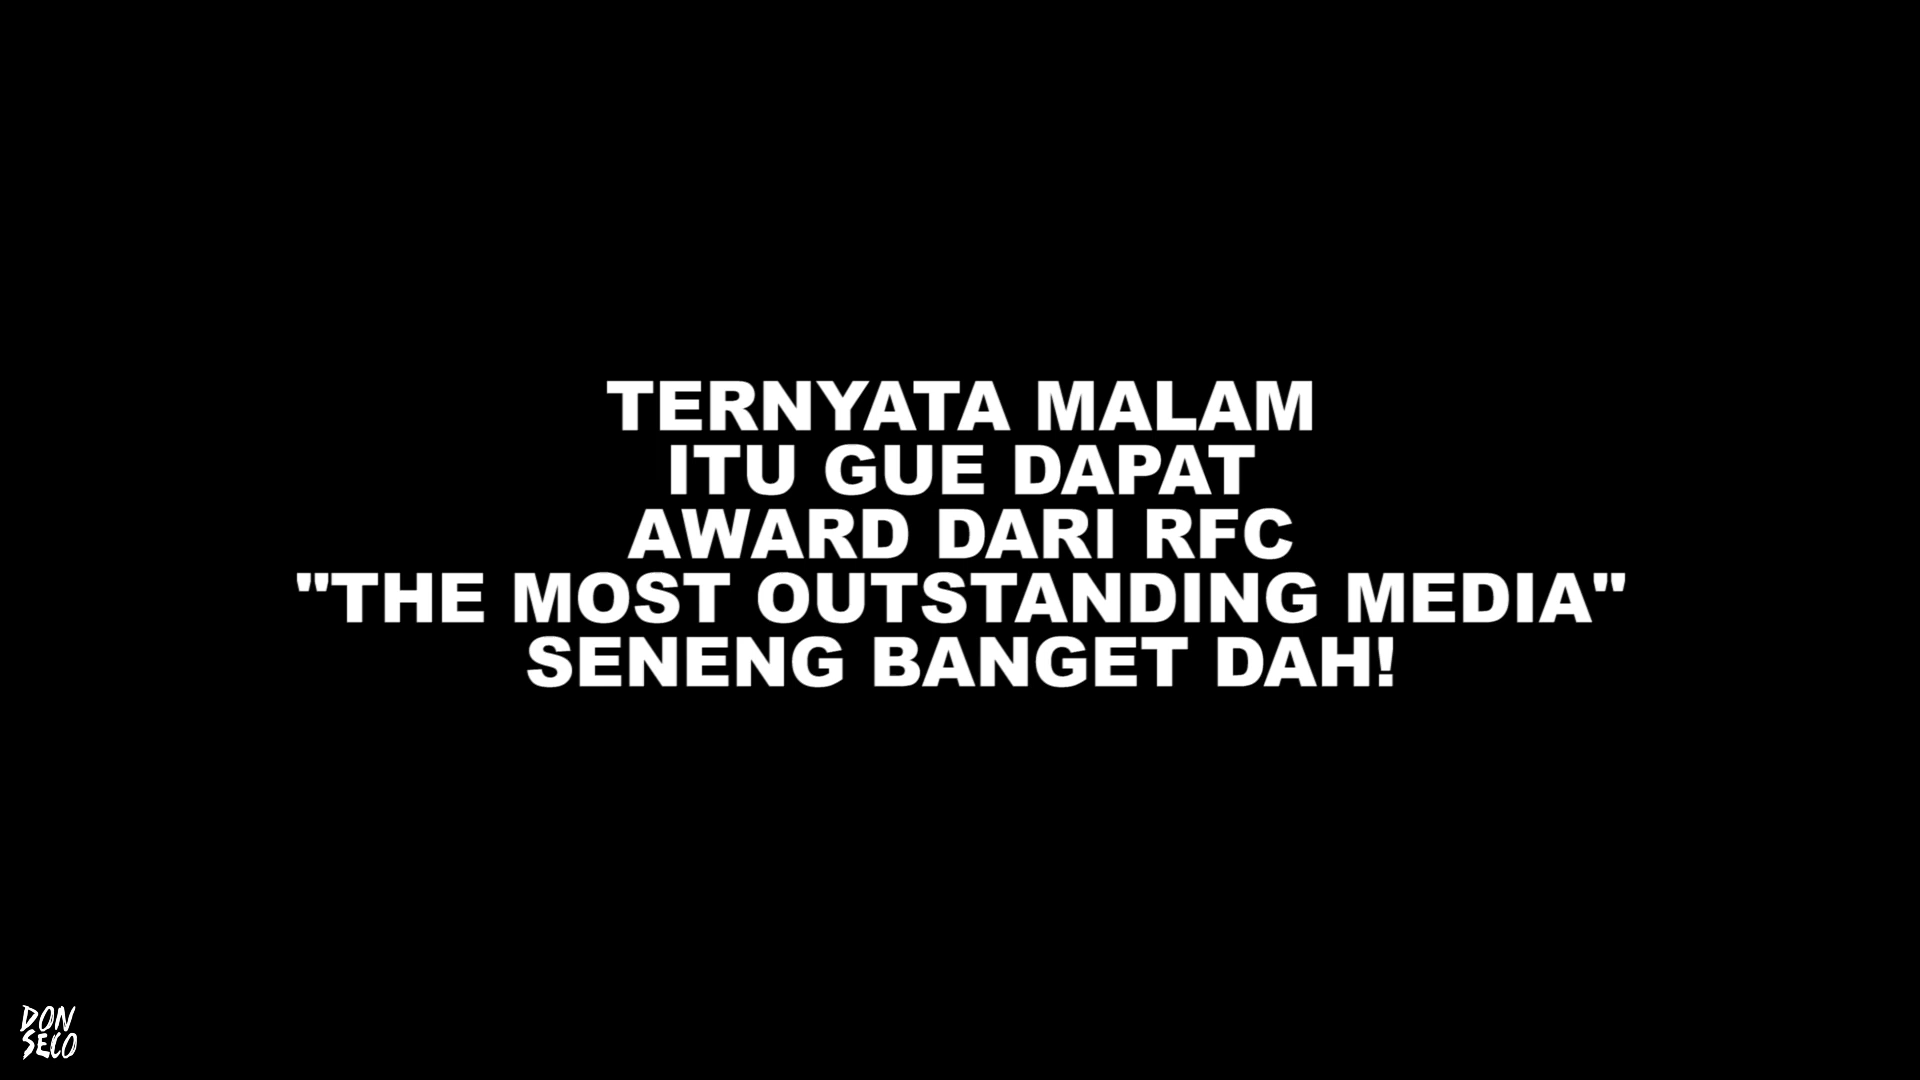 TERNYATA MALAM
ITU GUE DAPAT
AWARD DARI RFC
"THE MOST OUTSTANDING MEDIA"
SENENG BANGET DAH!
DON
SECO